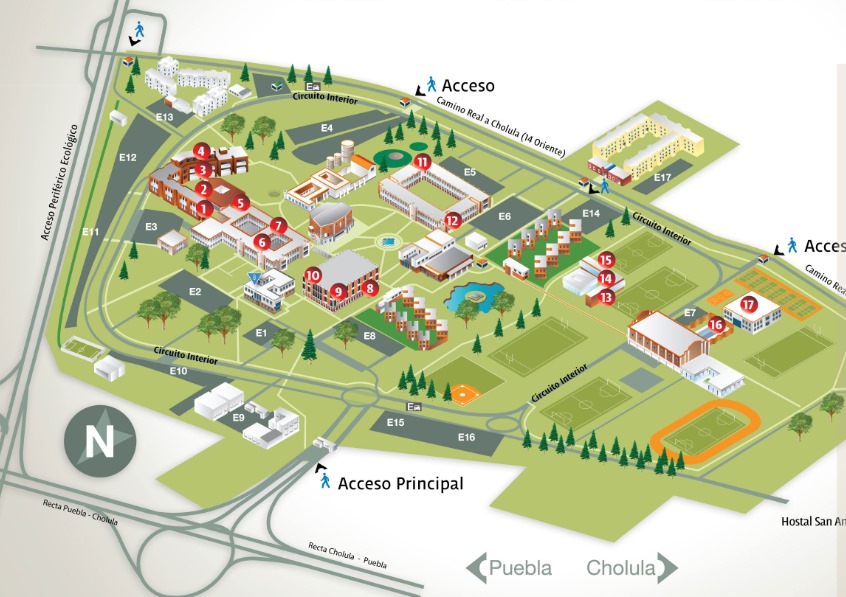 Acceso
Camino Real a Cholula (14 Oriente)
Circuito Interior
E
E13
E4
E12
4
3
2
1
5
7
6
11
12
E5
E17
E6
E14
Circuito Interior
Acceso Periférico Ecológico
E11
E3
E2
10
9
8
15
14
13
Acces
Camino Rea
17
16
E7
E1
E8
Circuito Interior
E10
Circuito Interior
E
E9
E15
E16
N
Acceso Principal
Recta Puebla - Cholula
Recta Cholula - Puebla
Hostal San An
Puebla
Cholula